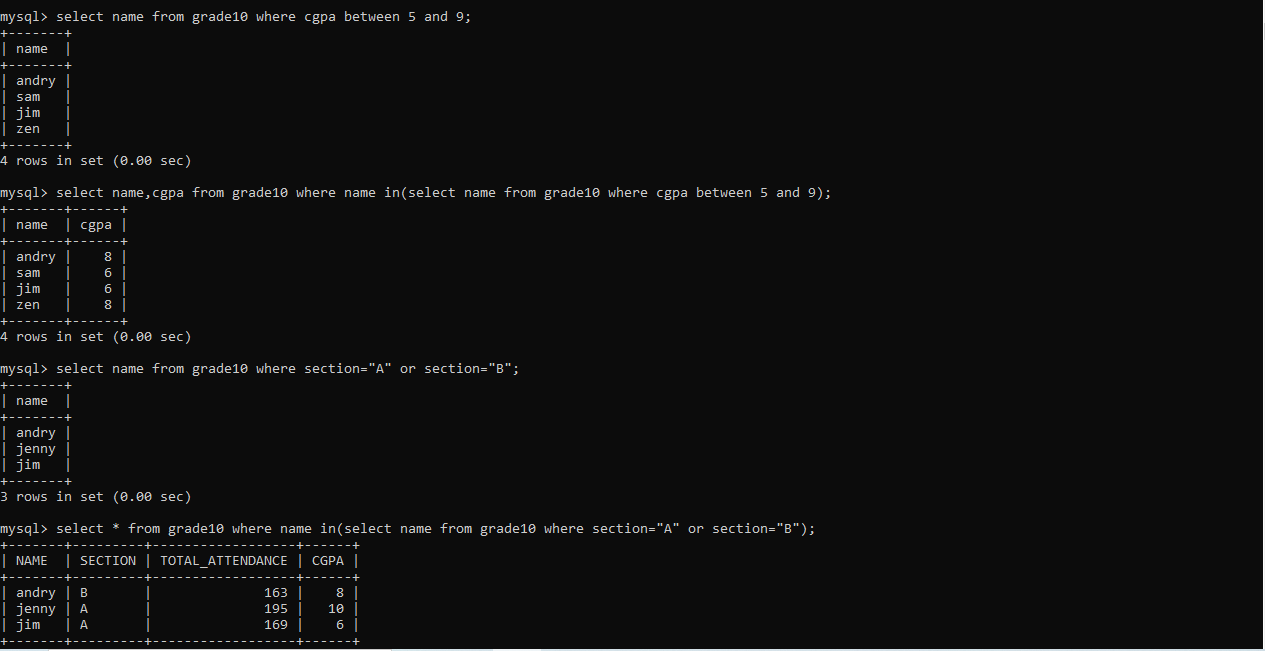 mysql> select name from grade10 where cgpa between 5 and 9;
+-------+
| name  |
+-------+
| andry |
| sam   |
| jim   |
| zen   |
+-------+
4 rows in set (0.00 sec)
mysql> select name,cgpa from grade10 where name in(select name from grade10 where cgpa between 5 and 9);
+-------+------+
| name  | cgpa |
+-------+------+
| andry |    8 |
| sam   |    6 |
| jim   |    6 |
| zen   |    8 |
+-------+------+
4 rows in set (0.00 sec)
mysql> select name from grade10 where section="A" or section="B";
+-------+
| name  |
+-------+
| andry |
| jenny |
| jim   |
+-------+
3 rows in set (0.00 sec)
mysql> select * from grade10 where name in(select name from grade10 where section="A" or section="B");
+-------+---------+------------------+------+
| NAME  | SECTION | TOTAL_ATTENDANCE | CGPA |
+-------+---------+------------------+------+
| andry | B       |              163 |    8 |
| jenny | A       |              195 |   10 |
| jim   | A       |              169 |    6 |
+-------+---------+------------------+------+